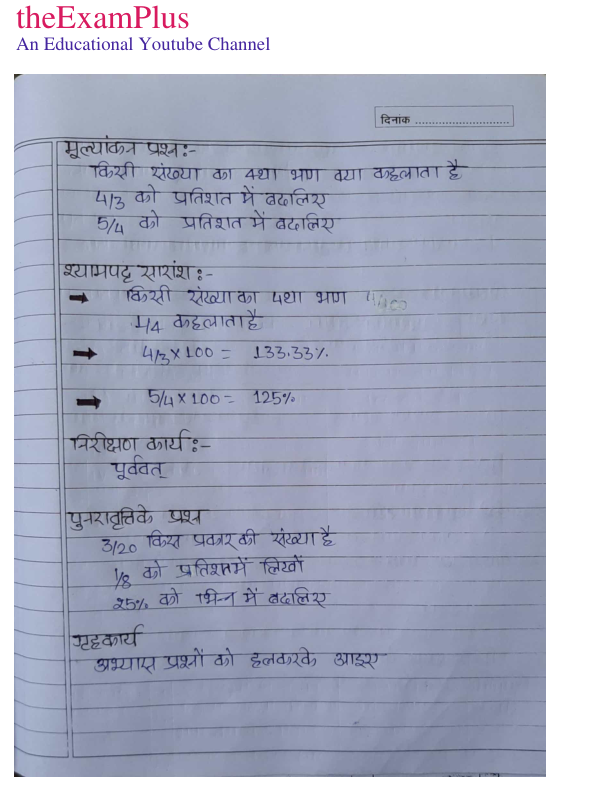 theExamPlus
An Educational Youtube Channel
दिनाक ............................
मूल्यांकन प्रश्न :-
किसी संख्या का 4था भाग क्या कहलाता है
4/3 को प्रतिशत में बदलिए
5/4 को प्रतिशत में बदलिए
श्यामपट्ट सारांश :-
➡ किसी संख्या का 4था भाग
1/4 कहलाता है
➡ 4/3 × 100 = 133.33%
➡ 5/4 × 100 = 125%
निरीक्षण कार्य :-
पूर्ववत्
पुनरावृत्ति के प्रश्न
3/20 किस प्रकार की संख्या है
1/8 को प्रतिशत में लिखों
25% को भिन्न में बदलिए
गृहकार्य
अभ्यास प्रश्नों को हल करके आइए